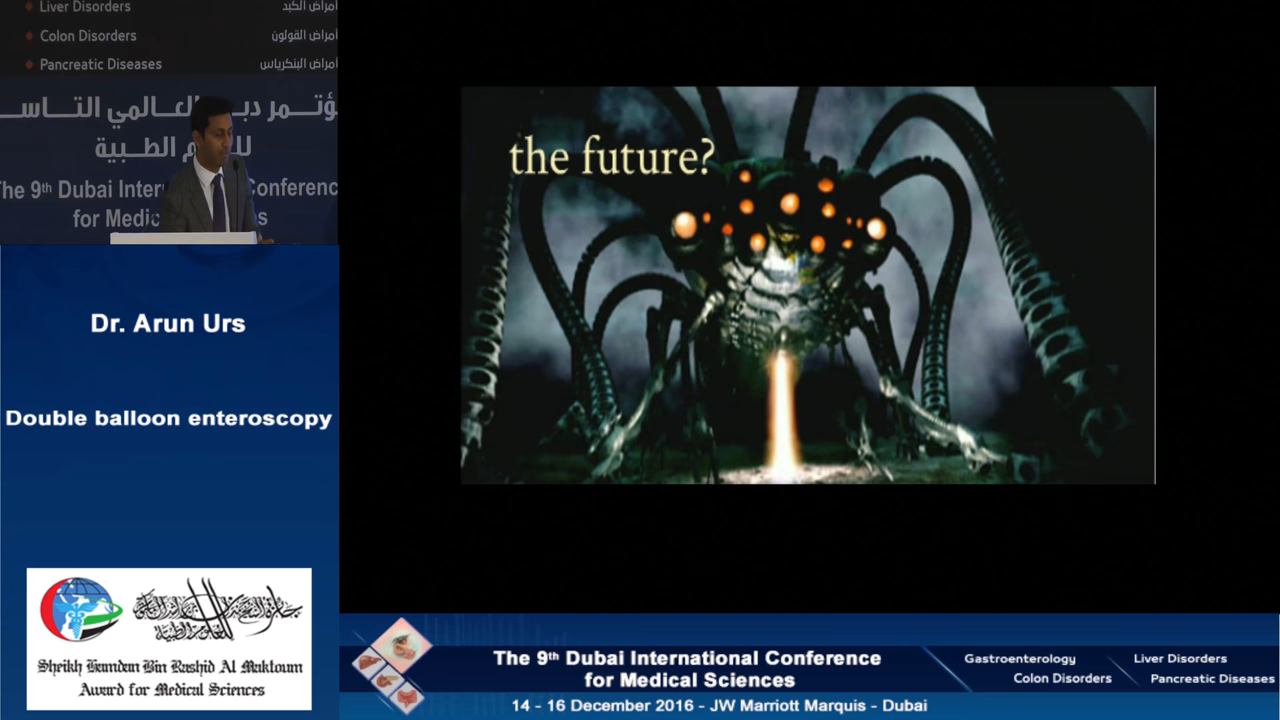 Liver Disorders
أمراض الكبد
Colon Disorders
أمراض القولون
Pancreatic Diseases
أمراض البنكرياس
The 9th Dubai Conference
for
Dr. Arun Urs
Double balloon enteroscopy
Sheikh Hamdan Bin Rashid Al Maktoum
Award for Medical Sciences
the future?
The 9th Dubai International Conference
for Medical Sciences
14 - 16 December 2016 - JW Marriott Marquis - Dubai
Gastroenterology
Liver Disorders
Colon Disorders
Pancreatic Diseases